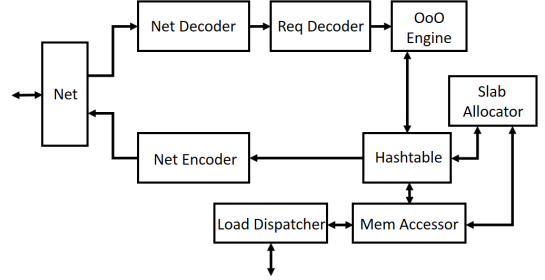 Net Decoder
Req Decoder
OoO
Engine
Net
Slab
Allocator
Net Encoder
Hashtable
Load Dispatcher
Mem Accessor